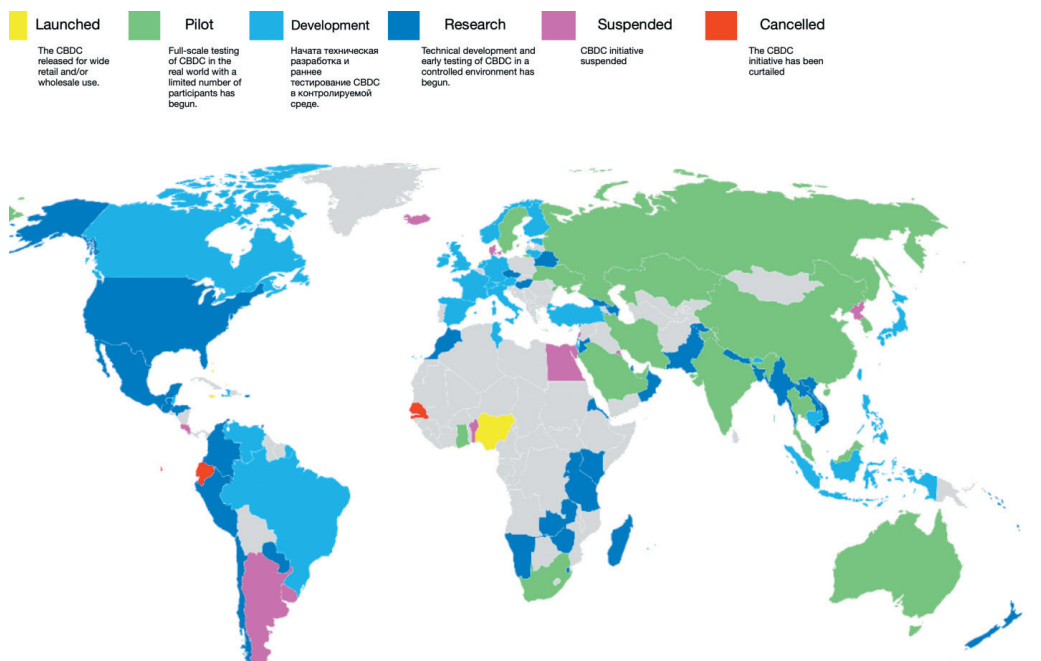 Launched
Pilot
Development
Research
Suspended
Cancelled
The CBDC
released for wide
retail and/or
wholesale use.
Full-scale testing
of CBDC in the
real world with a
limited number of
participants has
begun.
Начата техническая
разработка и
раннее
тестирование CBDC
в контролируемой
среде.
Technical development and
early testing of CBDC in a
controlled environment has
begun.
CBDC initiative
suspended
The CBDC
initiative has been
curtailed